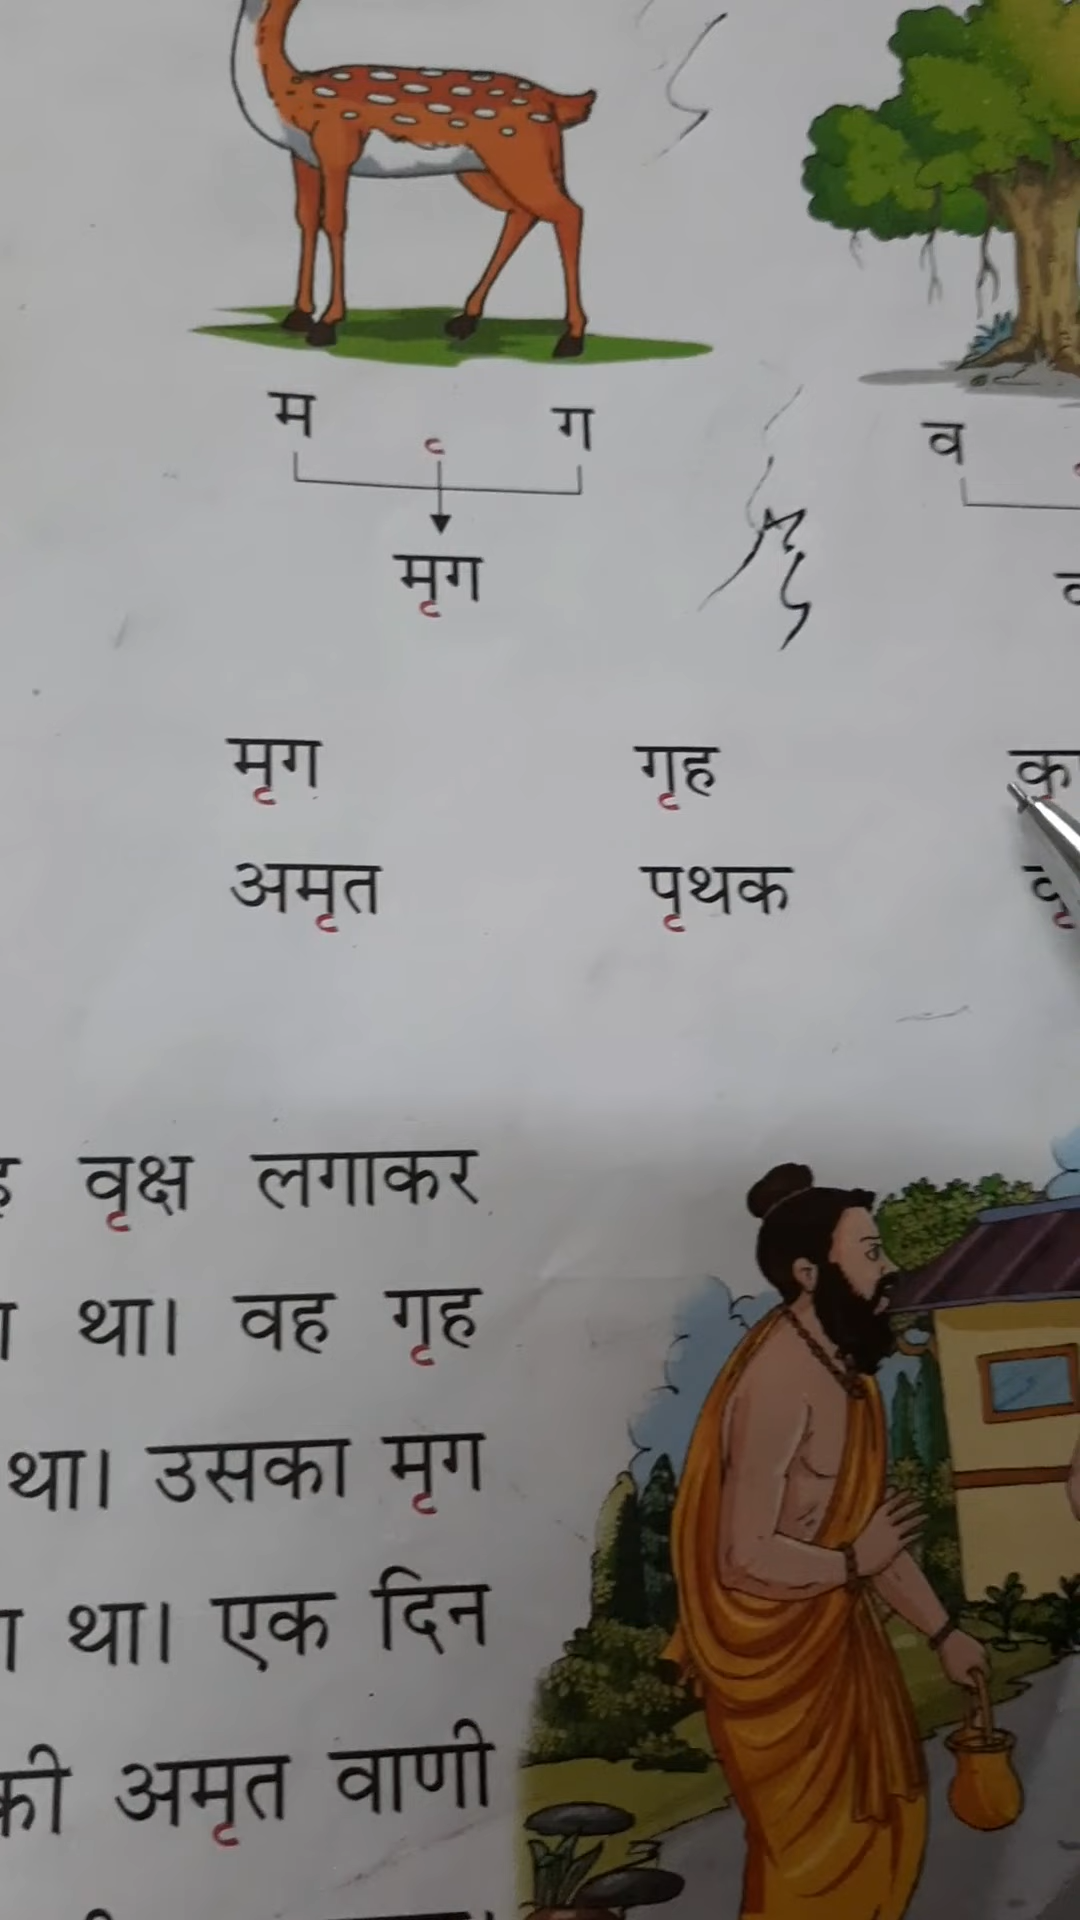 म ृ ग
व
मृग
मृग गृह
अमृत पृथक
वृक्ष लगाकर
था। वह गृह
था। उसका मृग
था। एक दिन
की अमृत वाणी